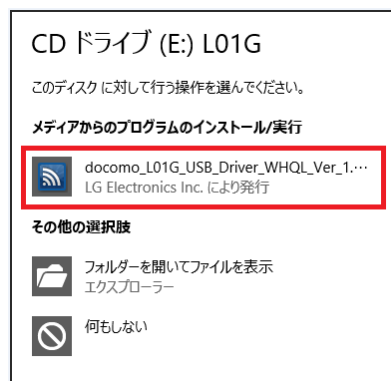 CD ドライブ (E:) L01G
このディスク に対して行う操作を選んでください。
メディアからのプログラムのインストール/実行
docomo_L01G_USB_Driver_WHQL_Ver_1.…
LG Electronics Inc. により発行
その他の選択肢
フォルダーを開いてファイルを表示
エクスプローラー
何もしない